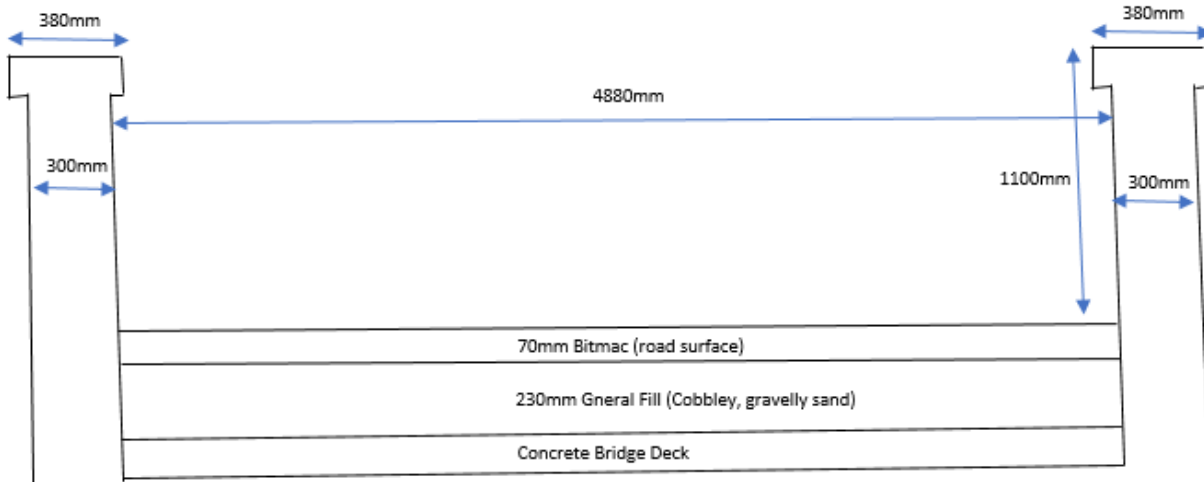 380mm
380mm
4880mm
300mm
1100mm
300mm
70mm Bitmac (road surface)
230mm Gneral Fill (Cobbley, gravelly sand)
Concrete Bridge Deck